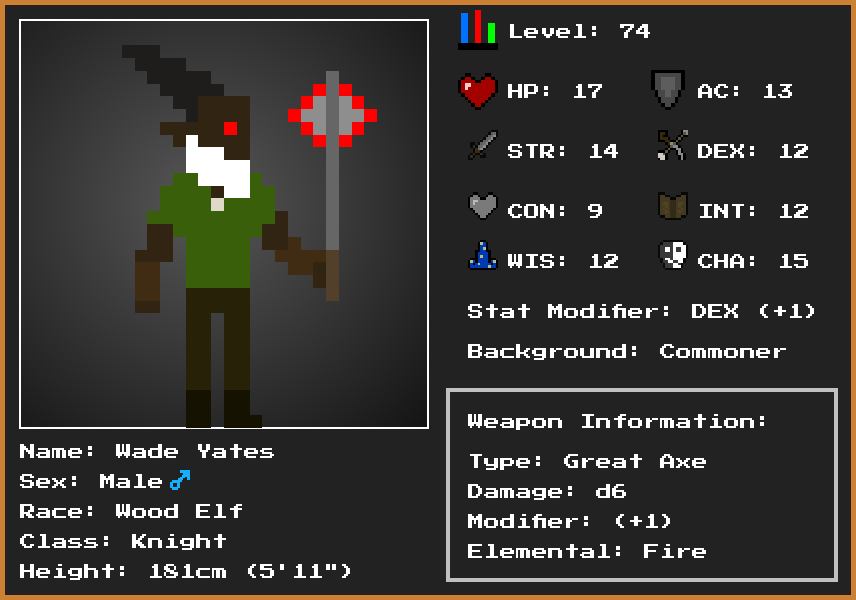 Level: 74
HP: 17
AC: 13
STR: 14
DEX: 12
CON: 9
INT: 12
WIS: 12
CHA: 15
Stat Modifier: DEX (+1)
Background: Commoner
Weapon Information:
Type: Great Axe
Damage: d6
Modifier: (+1)
Elemental: Fire
Name: Wade Yates
Sex: Male ♂
Race: Wood Elf
Class: Knight
Height: 181cm (5'11")